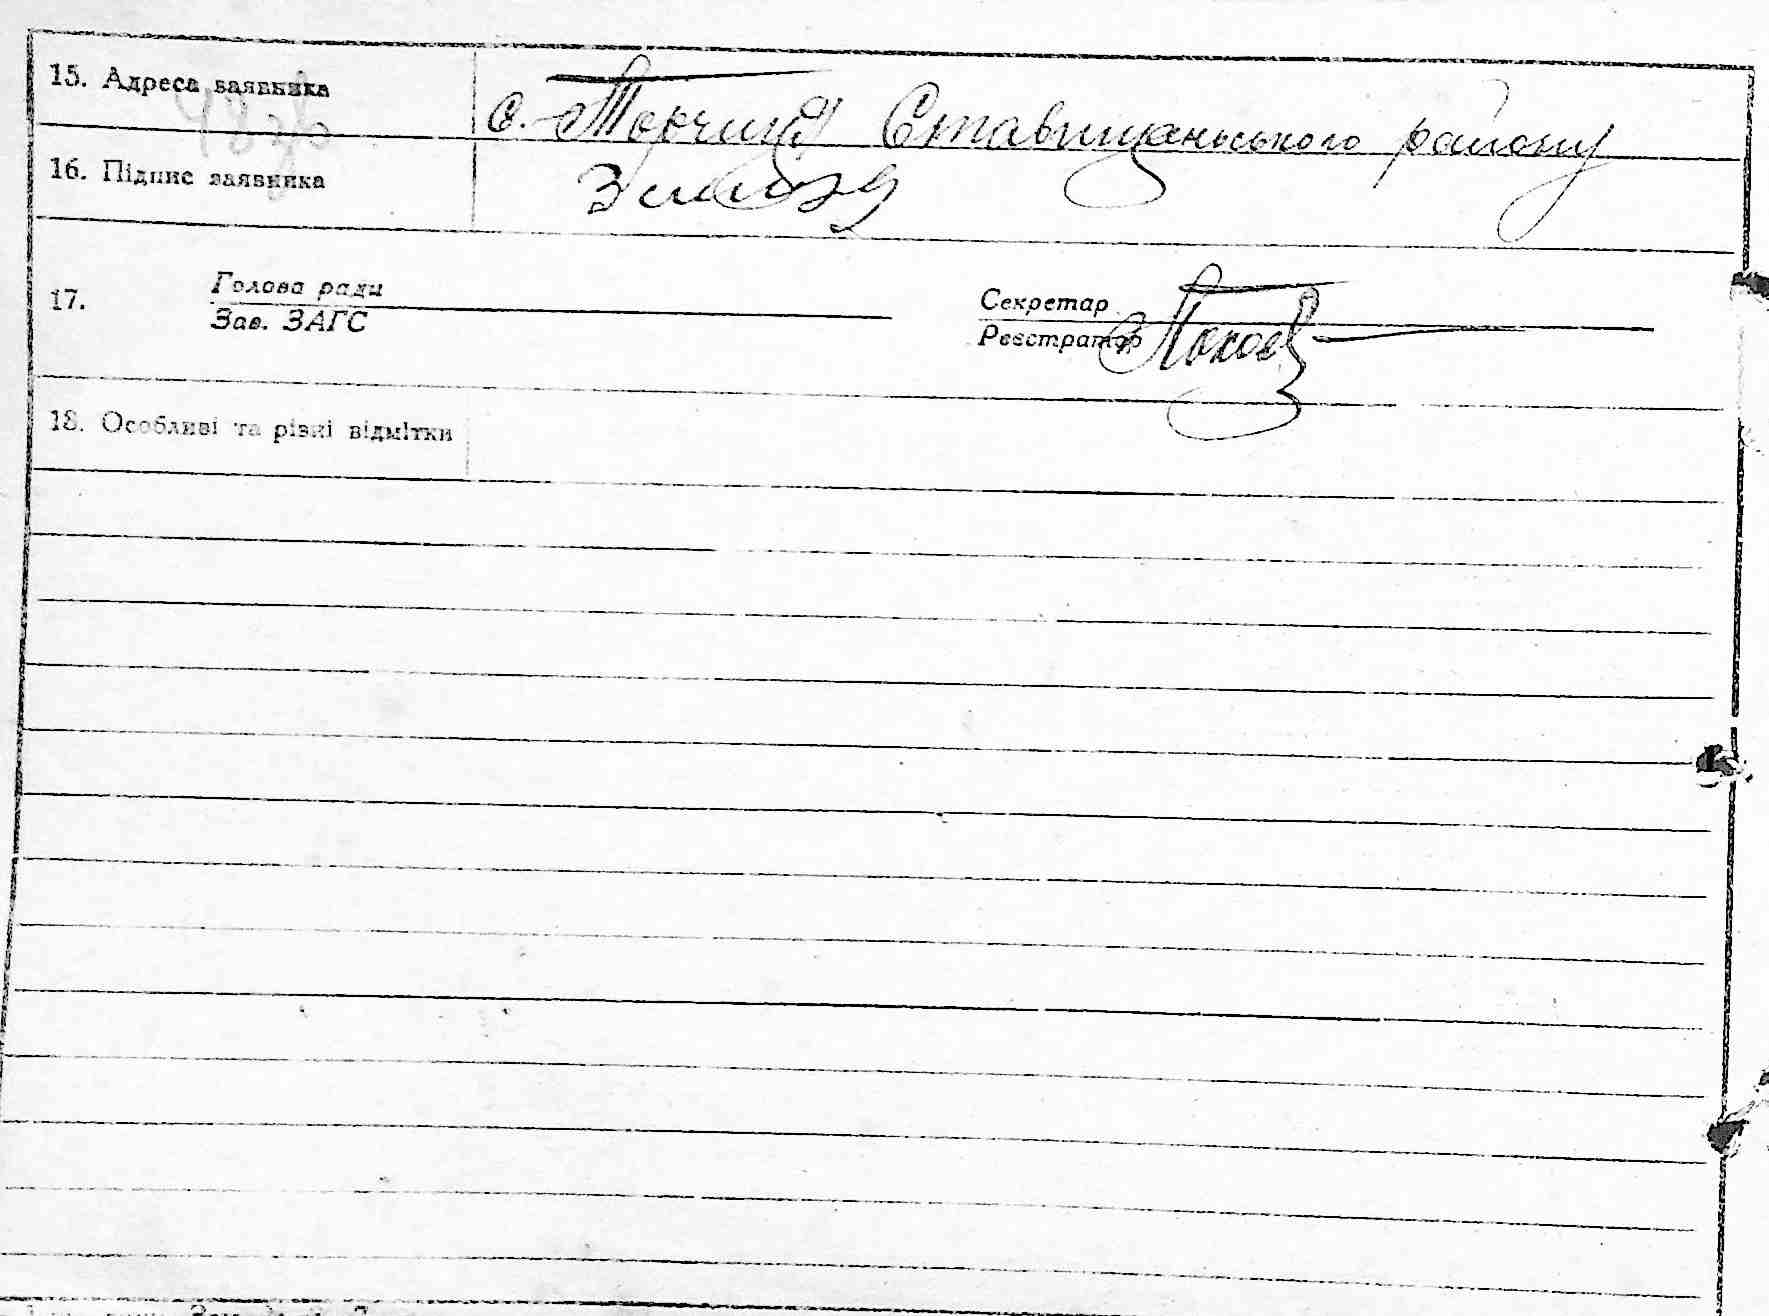 15. Адреса заявника с. Торчиця Ставищанського району
16. Підпис заявника
17. Голова ради Секретар
Зав. ЗАГС Реєстратор
18. Особливі та різні відмітки